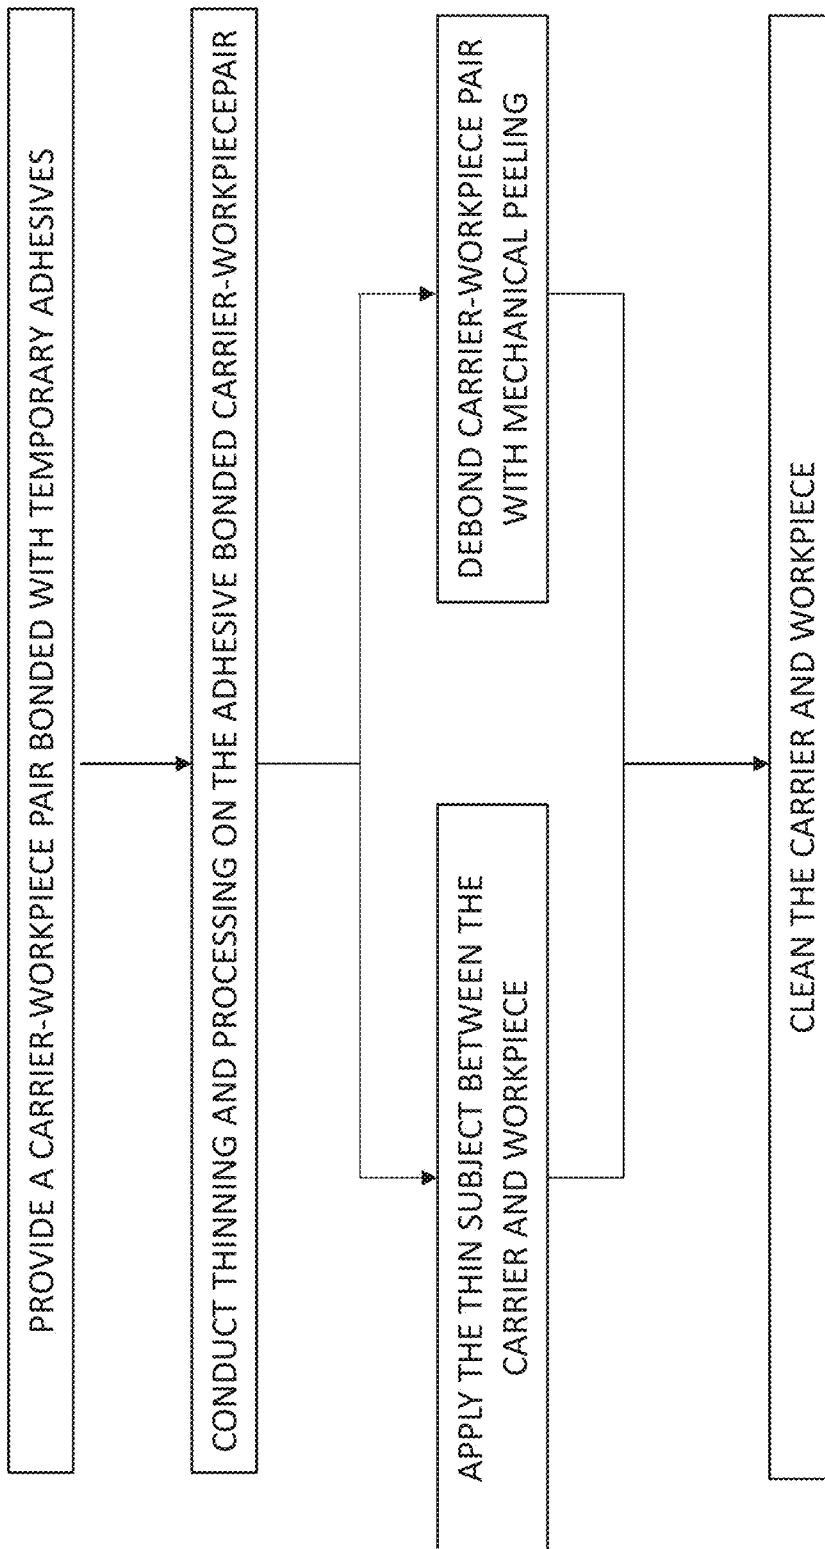 PROVIDE A CARRIER-WORKPIECE PAIR BONDED WITH TEMPORARY ADHESIVES
CONDUCT THINNING AND PROCESSING ON THE ADHESIVE BONDED CARRIER-WORKPIECEPAIR
APPLY THE THIN SUBJECT BETWEEN THE
CARRIER AND WORKPIECE
DEBOND CARRIER-WORKPIECE PAIR
WITH MECHANICAL PEELING
CLEAN THE CARRIER AND WORKPIECE